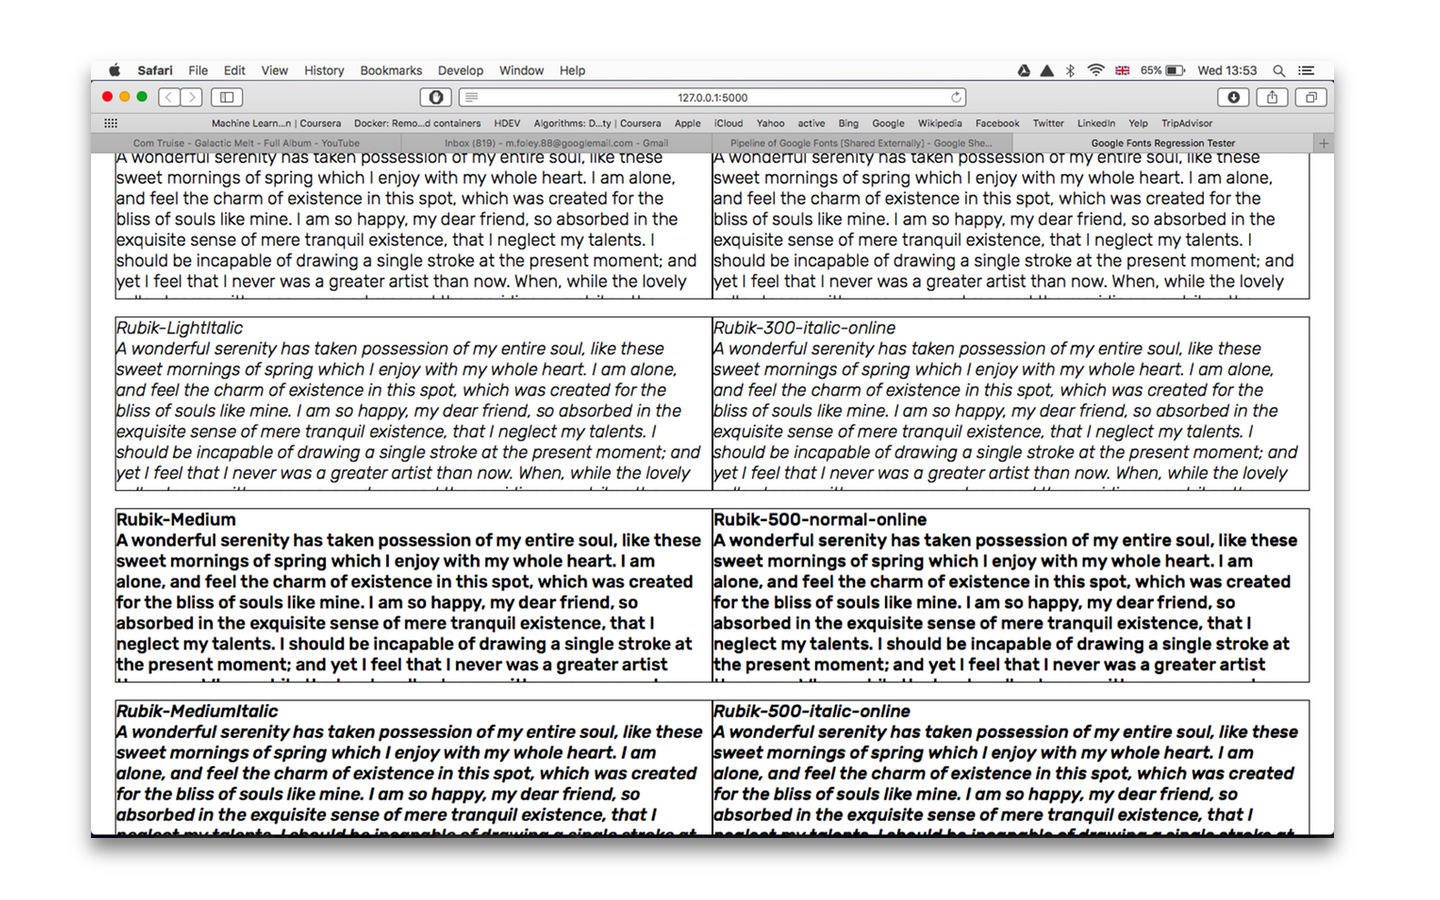 Safari File Edit View History Bookmarks Develop Window Help 65% Wed 13:53
127.0.0.1:5000
Machine Learn...n | Coursera Docker: Remo...d containers HDEV Algorithms: D...ty | Coursera Apple iCloud Yahoo active Bing Google Wikipedia Facebook Twitter LinkedIn Yelp TripAdvisor
Com Truise - Galactic Melt - Full Album - YouTube Inbox (819) - m.foley.88@googlemail.com - Gmail Pipeline of Google Fonts [Shared Externally] - Google She... Google Fonts Regression Tester
A wonderful serenity has taken possession of my entire soul, like these
sweet mornings of spring which I enjoy with my whole heart. I am alone,
and feel the charm of existence in this spot, which was created for the
bliss of souls like mine. I am so happy, my dear friend, so absorbed in the
exquisite sense of mere tranquil existence, that I neglect my talents. I
should be incapable of drawing a single stroke at the present moment; and
yet I feel that I never was a greater artist than now. When, while the lovely
A wonderful serenity has taken possession of my entire soul, like these
sweet mornings of spring which I enjoy with my whole heart. I am alone,
and feel the charm of existence in this spot, which was created for the
bliss of souls like mine. I am so happy, my dear friend, so absorbed in the
exquisite sense of mere tranquil existence, that I neglect my talents. I
should be incapable of drawing a single stroke at the present moment; and
yet I feel that I never was a greater artist than now. When, while the lovely
Rubik-LightItalic
A wonderful serenity has taken possession of my entire soul, like these
sweet mornings of spring which I enjoy with my whole heart. I am alone,
and feel the charm of existence in this spot, which was created for the
bliss of souls like mine. I am so happy, my dear friend, so absorbed in the
exquisite sense of mere tranquil existence, that I neglect my talents. I
should be incapable of drawing a single stroke at the present moment; and
yet I feel that I never was a greater artist than now. When, while the lovely
Rubik-300-italic-online
A wonderful serenity has taken possession of my entire soul, like these
sweet mornings of spring which I enjoy with my whole heart. I am alone,
and feel the charm of existence in this spot, which was created for the
bliss of souls like mine. I am so happy, my dear friend, so absorbed in the
exquisite sense of mere tranquil existence, that I neglect my talents. I
should be incapable of drawing a single stroke at the present moment; and
yet I feel that I never was a greater artist than now. When, while the lovely
Rubik-Medium
A wonderful serenity has taken possession of my entire soul, like these
sweet mornings of spring which I enjoy with my whole heart. I am
alone, and feel the charm of existence in this spot, which was created
for the bliss of souls like mine. I am so happy, my dear friend, so
absorbed in the exquisite sense of mere tranquil existence, that I
neglect my talents. I should be incapable of drawing a single stroke at
the present moment; and yet I feel that I never was a greater artist
Rubik-500-normal-online
A wonderful serenity has taken possession of my entire soul, like these
sweet mornings of spring which I enjoy with my whole heart. I am
alone, and feel the charm of existence in this spot, which was created
for the bliss of souls like mine. I am so happy, my dear friend, so
absorbed in the exquisite sense of mere tranquil existence, that I
neglect my talents. I should be incapable of drawing a single stroke at
the present moment; and yet I feel that I never was a greater artist
Rubik-MediumItalic
A wonderful serenity has taken possession of my entire soul, like these
sweet mornings of spring which I enjoy with my whole heart. I am
alone, and feel the charm of existence in this spot, which was created
for the bliss of souls like mine. I am so happy, my dear friend, so
absorbed in the exquisite sense of mere tranquil existence, that I
neglect my talents. I should be incapable of drawing a single stroke at
Rubik-500-italic-online
A wonderful serenity has taken possession of my entire soul, like these
sweet mornings of spring which I enjoy with my whole heart. I am
alone, and feel the charm of existence in this spot, which was created
for the bliss of souls like mine. I am so happy, my dear friend, so
absorbed in the exquisite sense of mere tranquil existence, that I
neglect my talents. I should be incapable of drawing a single stroke at